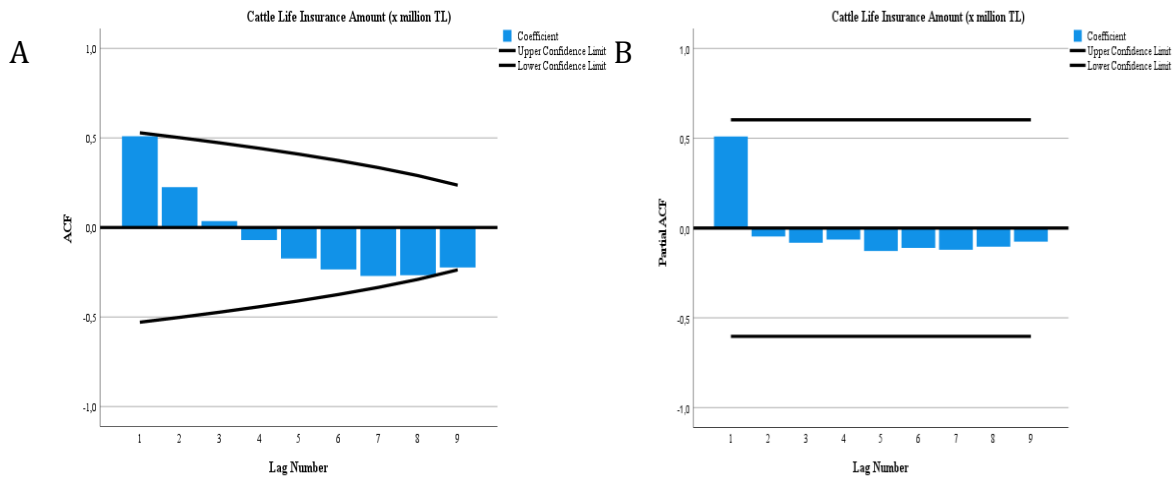 A
Cattle Life Insurance Amount (x million TL)
Coefficient
Upper Confidence Limit
Lower Confidence Limit
1,0
0,5
0,0
-0,5
-1,0
ACF
1 2 3 4 5 6 7 8 9
Lag Number
B
Cattle Life Insurance Amount (x million TL)
Coefficient
Upper Confidence Limit
Lower Confidence Limit
1,0
0,5
0,0
-0,5
-1,0
Partial ACF
1 2 3 4 5 6 7 8 9
Lag Number